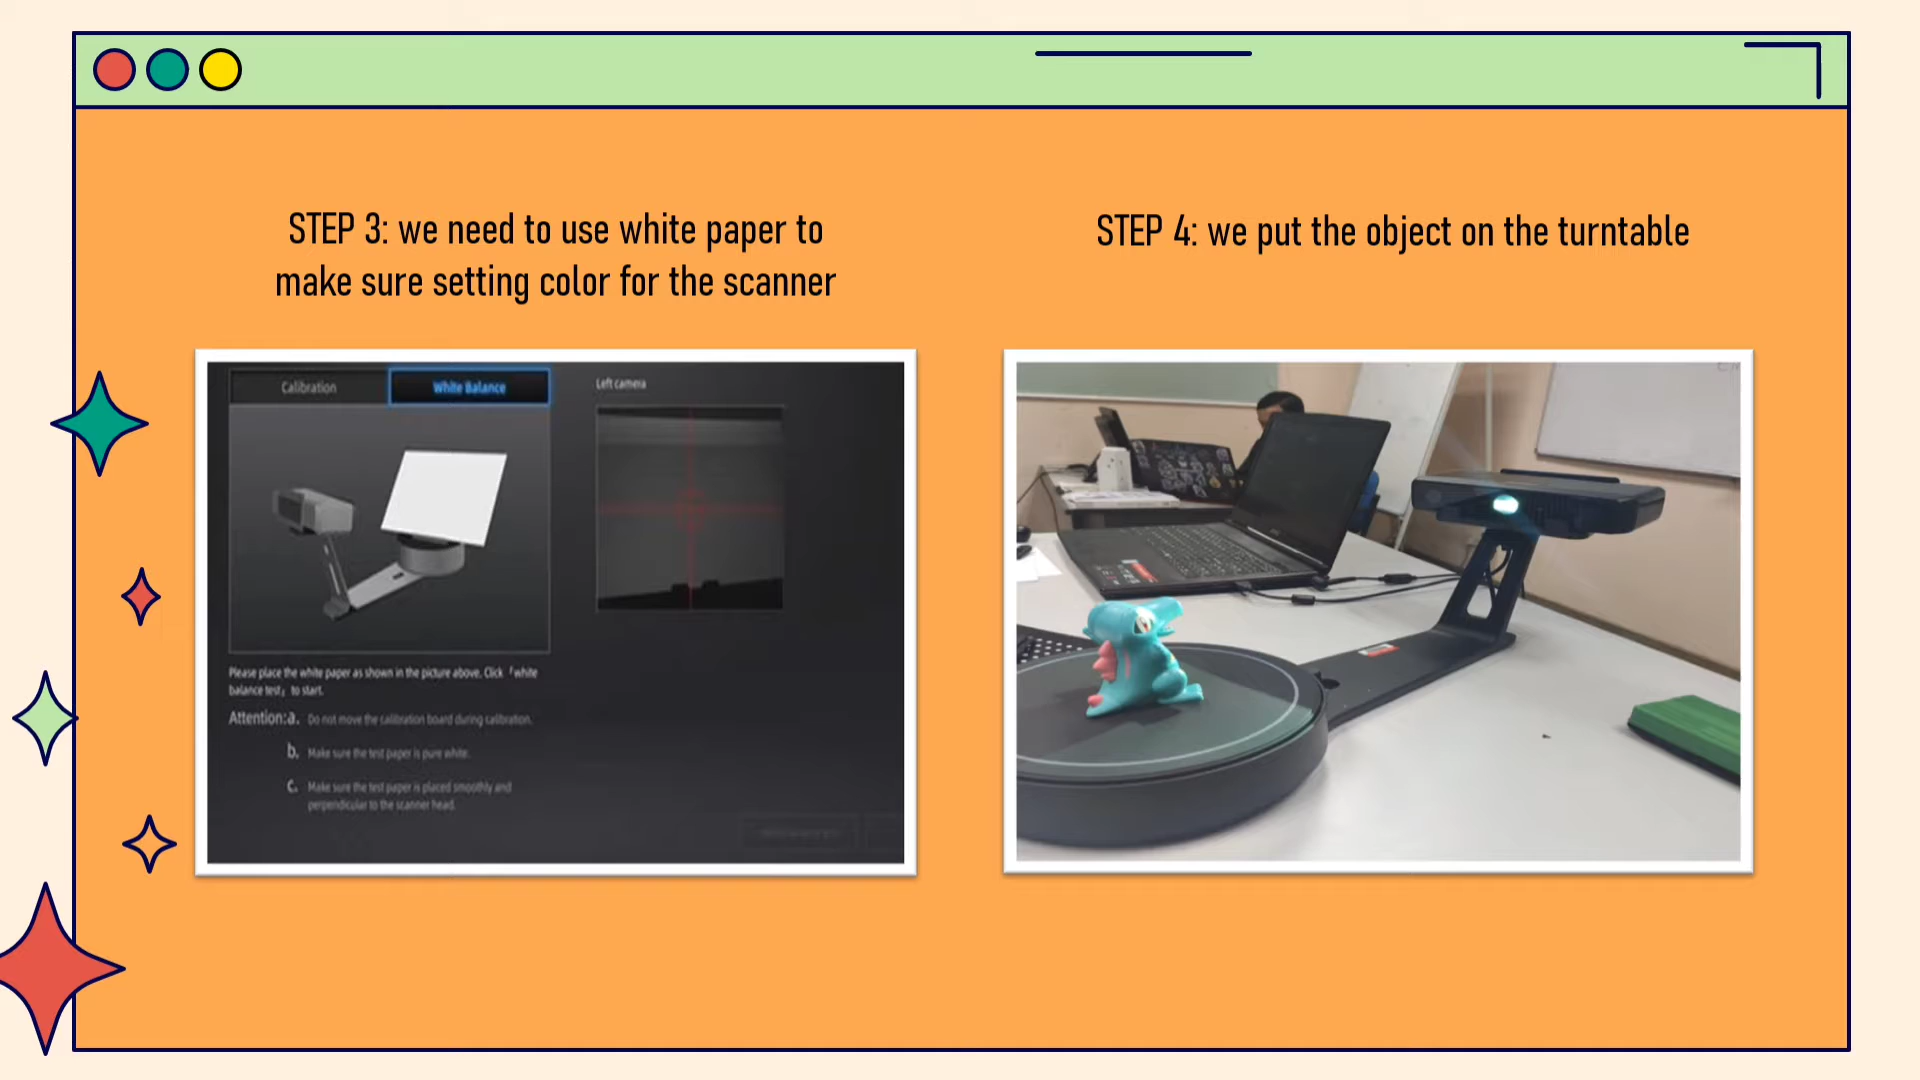 STEP 3: we need to use white paper to
make sure setting color for the scanner
STEP 4: we put the object on the turntable
Calibration
White Balance
Left camera
Please place the white paper as shown in the picture above. Click「white
balance test」to start.
Attention:a. Do not move the calibration board during calibration.
b. Make sure the test paper is pure white.
c. Make sure the test paper is placed smoothly and
perpendicular to the scanner head.